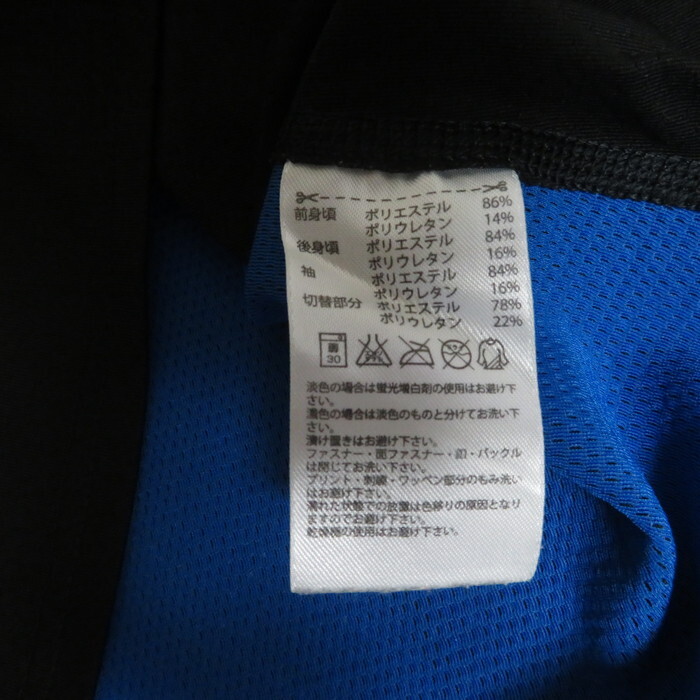 前身頃 ポリエステル 86%
ポリウレタン 14%
後身頃 ポリエステル 84%
ポリウレタン 16%
袖 ポリエステル 84%
ポリウレタン 16%
切替部分 ポリエステル 78%
ポリウレタン 22%
弱 30 エンソサラシ ドライ
淡色の場合は蛍光増白剤の使用はお避け下
さい。
濃色の場合は淡色のものと分けてお洗い下
さい。
漬け置きはお避け下さい。
ファスナー・面ファスナー・釦・バックル
は閉じてお洗い下さい。
プリント・刺繍・ワッペン部分のもみ洗い
はお避け下さい。
濡れた状態での放置は色移りの原因となり
ますのでお避け下さい。
乾燥機の使用はお避け下さい。